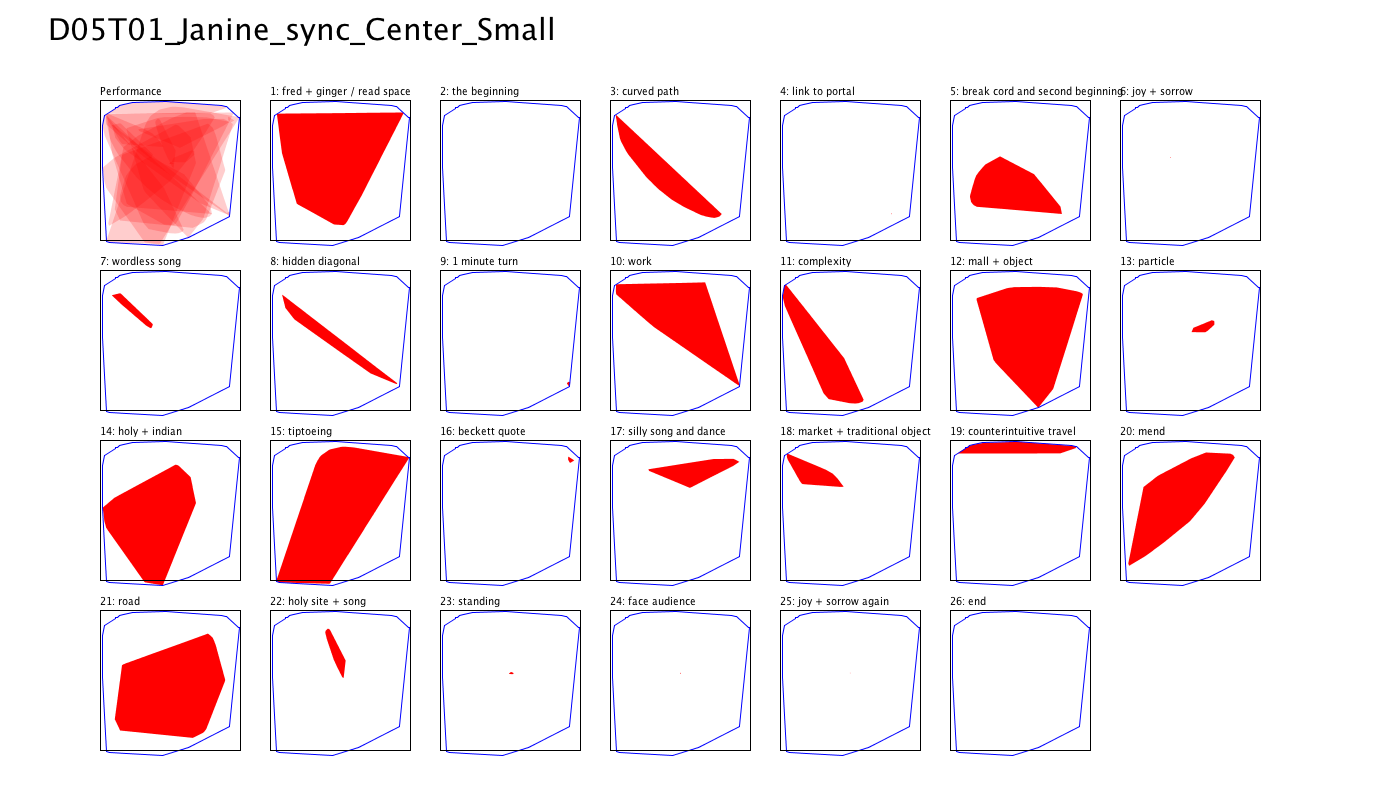 D05T01_Janine_sync_Center_Small
Performance
1: fred + ginger / read space
2: the beginning
3: curved path
4: link to portal
5: break cord and second beginning
6: joy + sorrow
7: wordless song
8: hidden diagonal
9: 1 minute turn
10: work
11: complexity
12: mall + object
13: particle
14: holy + indian
15: tiptoeing
16: beckett quote
17: silly song and dance
18: market + traditional object
19: counterintuitive travel
20: mend
21: road
22: holy site + song
23: standing
24: face audience
25: joy + sorrow again
26: end